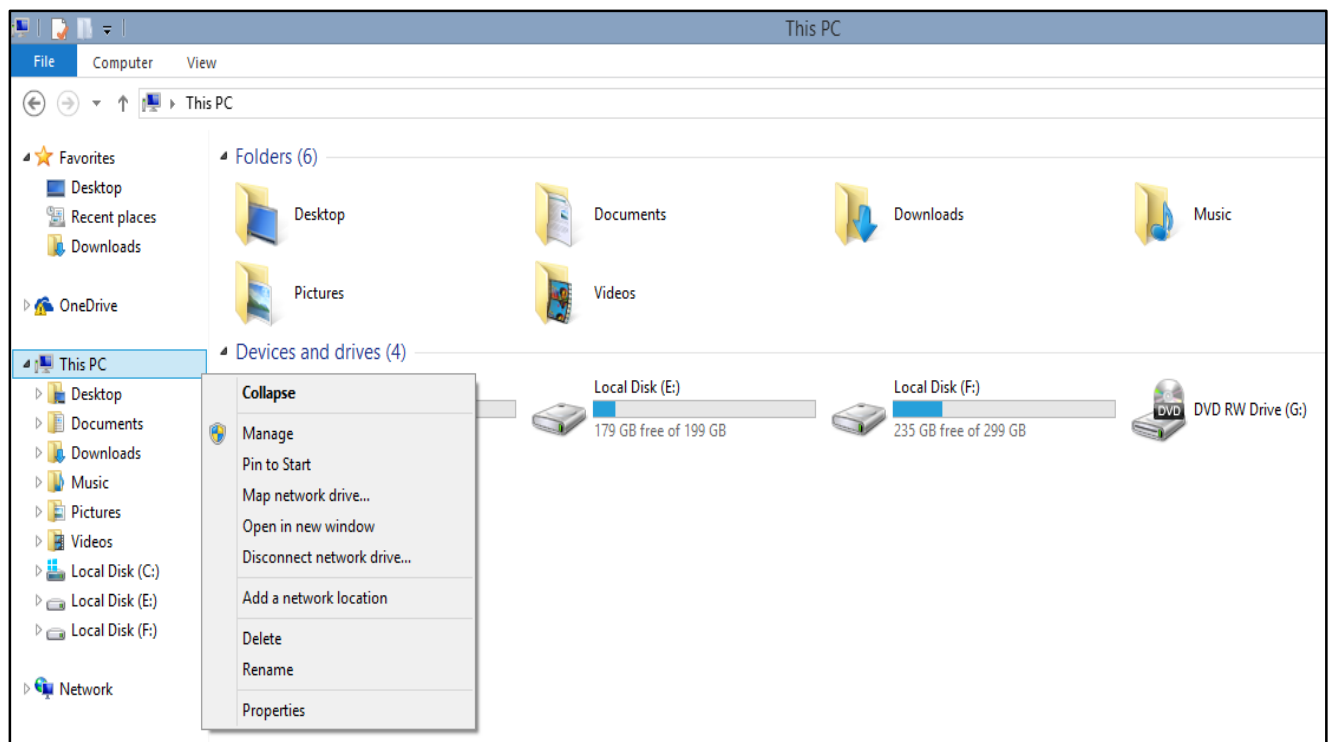 This PC
File Computer View
This PC
Favorites
Desktop
Recent places
Downloads
OneDrive
This PC
Desktop
Documents
Downloads
Music
Pictures
Videos
Local Disk (C:)
Local Disk (E:)
Local Disk (F:)
Network
Folders (6)
Desktop Documents Downloads Music
Pictures Videos
Devices and drives (4)
Local Disk (E:) Local Disk (F:)
DVD DVD RW Drive (G:)
179 GB free of 199 GB 235 GB free of 299 GB
Collapse
Manage
Pin to Start
Map network drive...
Open in new window
Disconnect network drive...
Add a network location
Delete
Rename
Properties